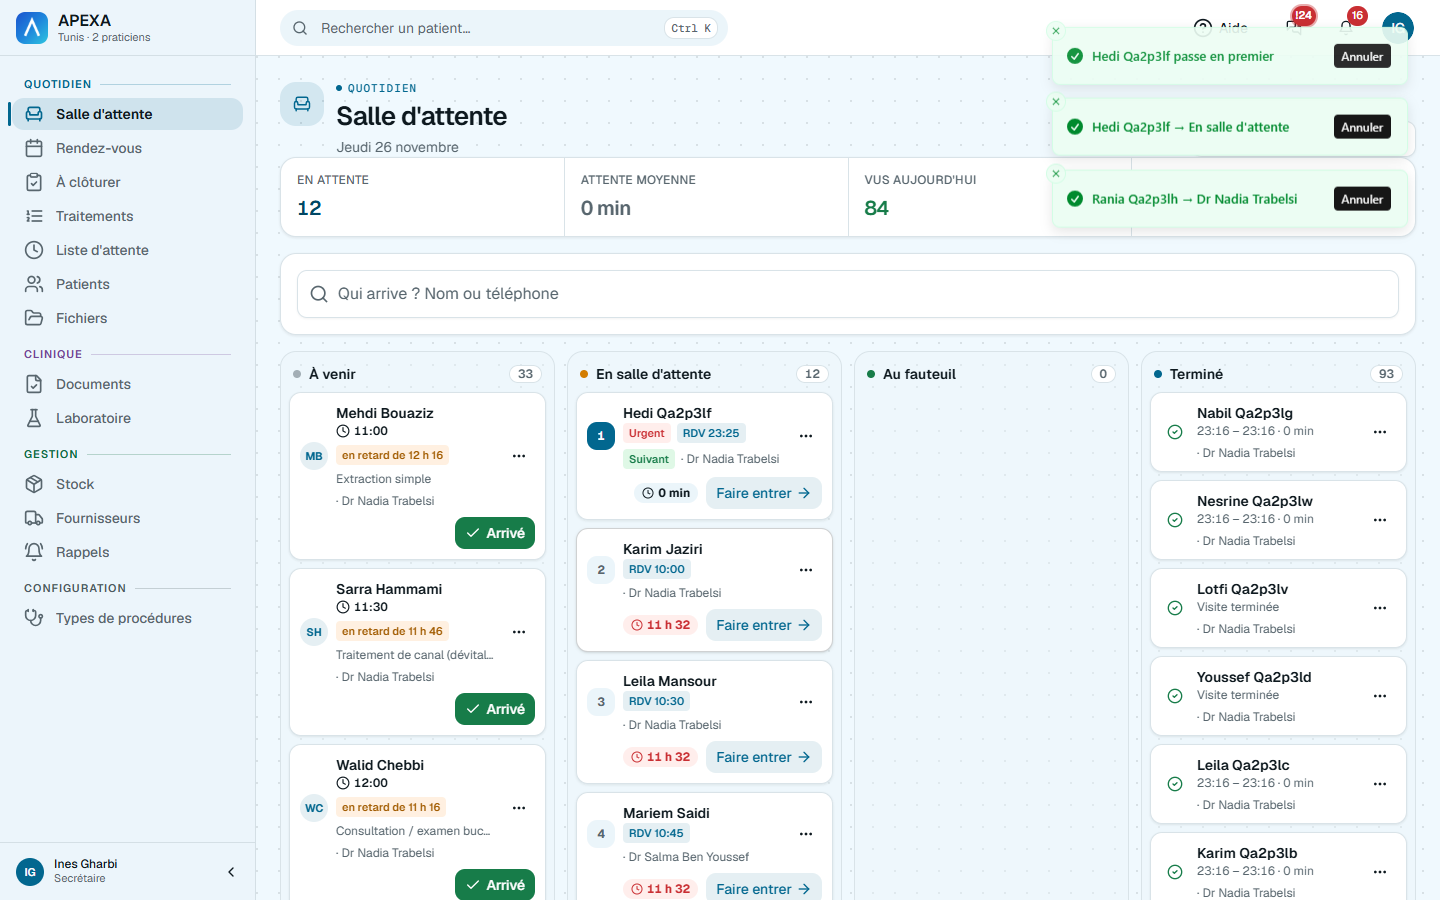 APEXA
Tunis · 2 praticiens
QUOTIDIEN
Salle d'attente
Rendez-vous
À clôturer
Traitements
Liste d'attente
Patients
Fichiers
CLINIQUE
Documents
Laboratoire
GESTION
Stock
Fournisseurs
Rappels
CONFIGURATION
Types de procédures
Ines Gharbi
Secrétaire
IG
Rechercher un patient…
Ctrl K
Aide
124
16
IG
QUOTIDIEN
Salle d'attente
Jeudi 26 novembre
Hedi Qa2p3lf passe en premier
Annuler
Hedi Qa2p3lf → En salle d'attente
Annuler
Rania Qa2p3lh → Dr Nadia Trabelsi
Annuler
EN ATTENTE
12
ATTENTE MOYENNE
0 min
VUS AUJOURD'HUI
84
Qui arrive ? Nom ou téléphone
À venir
33
Mehdi Bouaziz
11:00
MB
en retard de 12 h 16
Extraction simple
· Dr Nadia Trabelsi
Arrivé
Sarra Hammami
11:30
SH
en retard de 11 h 46
Traitement de canal (dévital…
· Dr Nadia Trabelsi
Arrivé
Walid Chebbi
12:00
WC
en retard de 11 h 16
Consultation / examen buc…
· Dr Nadia Trabelsi
Arrivé
En salle d'attente
12
1
Hedi Qa2p3lf
Urgent RDV 23:25
Suivant · Dr Nadia Trabelsi
0 min
Faire entrer
2
Karim Jaziri
RDV 10:00
· Dr Nadia Trabelsi
11 h 32
Faire entrer
3
Leila Mansour
RDV 10:30
· Dr Nadia Trabelsi
11 h 32
Faire entrer
4
Mariem Saidi
RDV 10:45
· Dr Salma Ben Youssef
11 h 32
Faire entrer
Au fauteuil
0
Terminé
93
Nabil Qa2p3lg
23:16 – 23:16 · 0 min
· Dr Nadia Trabelsi
Nesrine Qa2p3lw
23:16 – 23:16 · 0 min
· Dr Nadia Trabelsi
Lotfi Qa2p3lv
Visite terminée
· Dr Nadia Trabelsi
Youssef Qa2p3ld
Visite terminée
· Dr Nadia Trabelsi
Leila Qa2p3lc
23:16 – 23:16 · 0 min
· Dr Nadia Trabelsi
Karim Qa2p3lb
23:16 – 23:16 · 0 min
· Dr Nadia Trabelsi